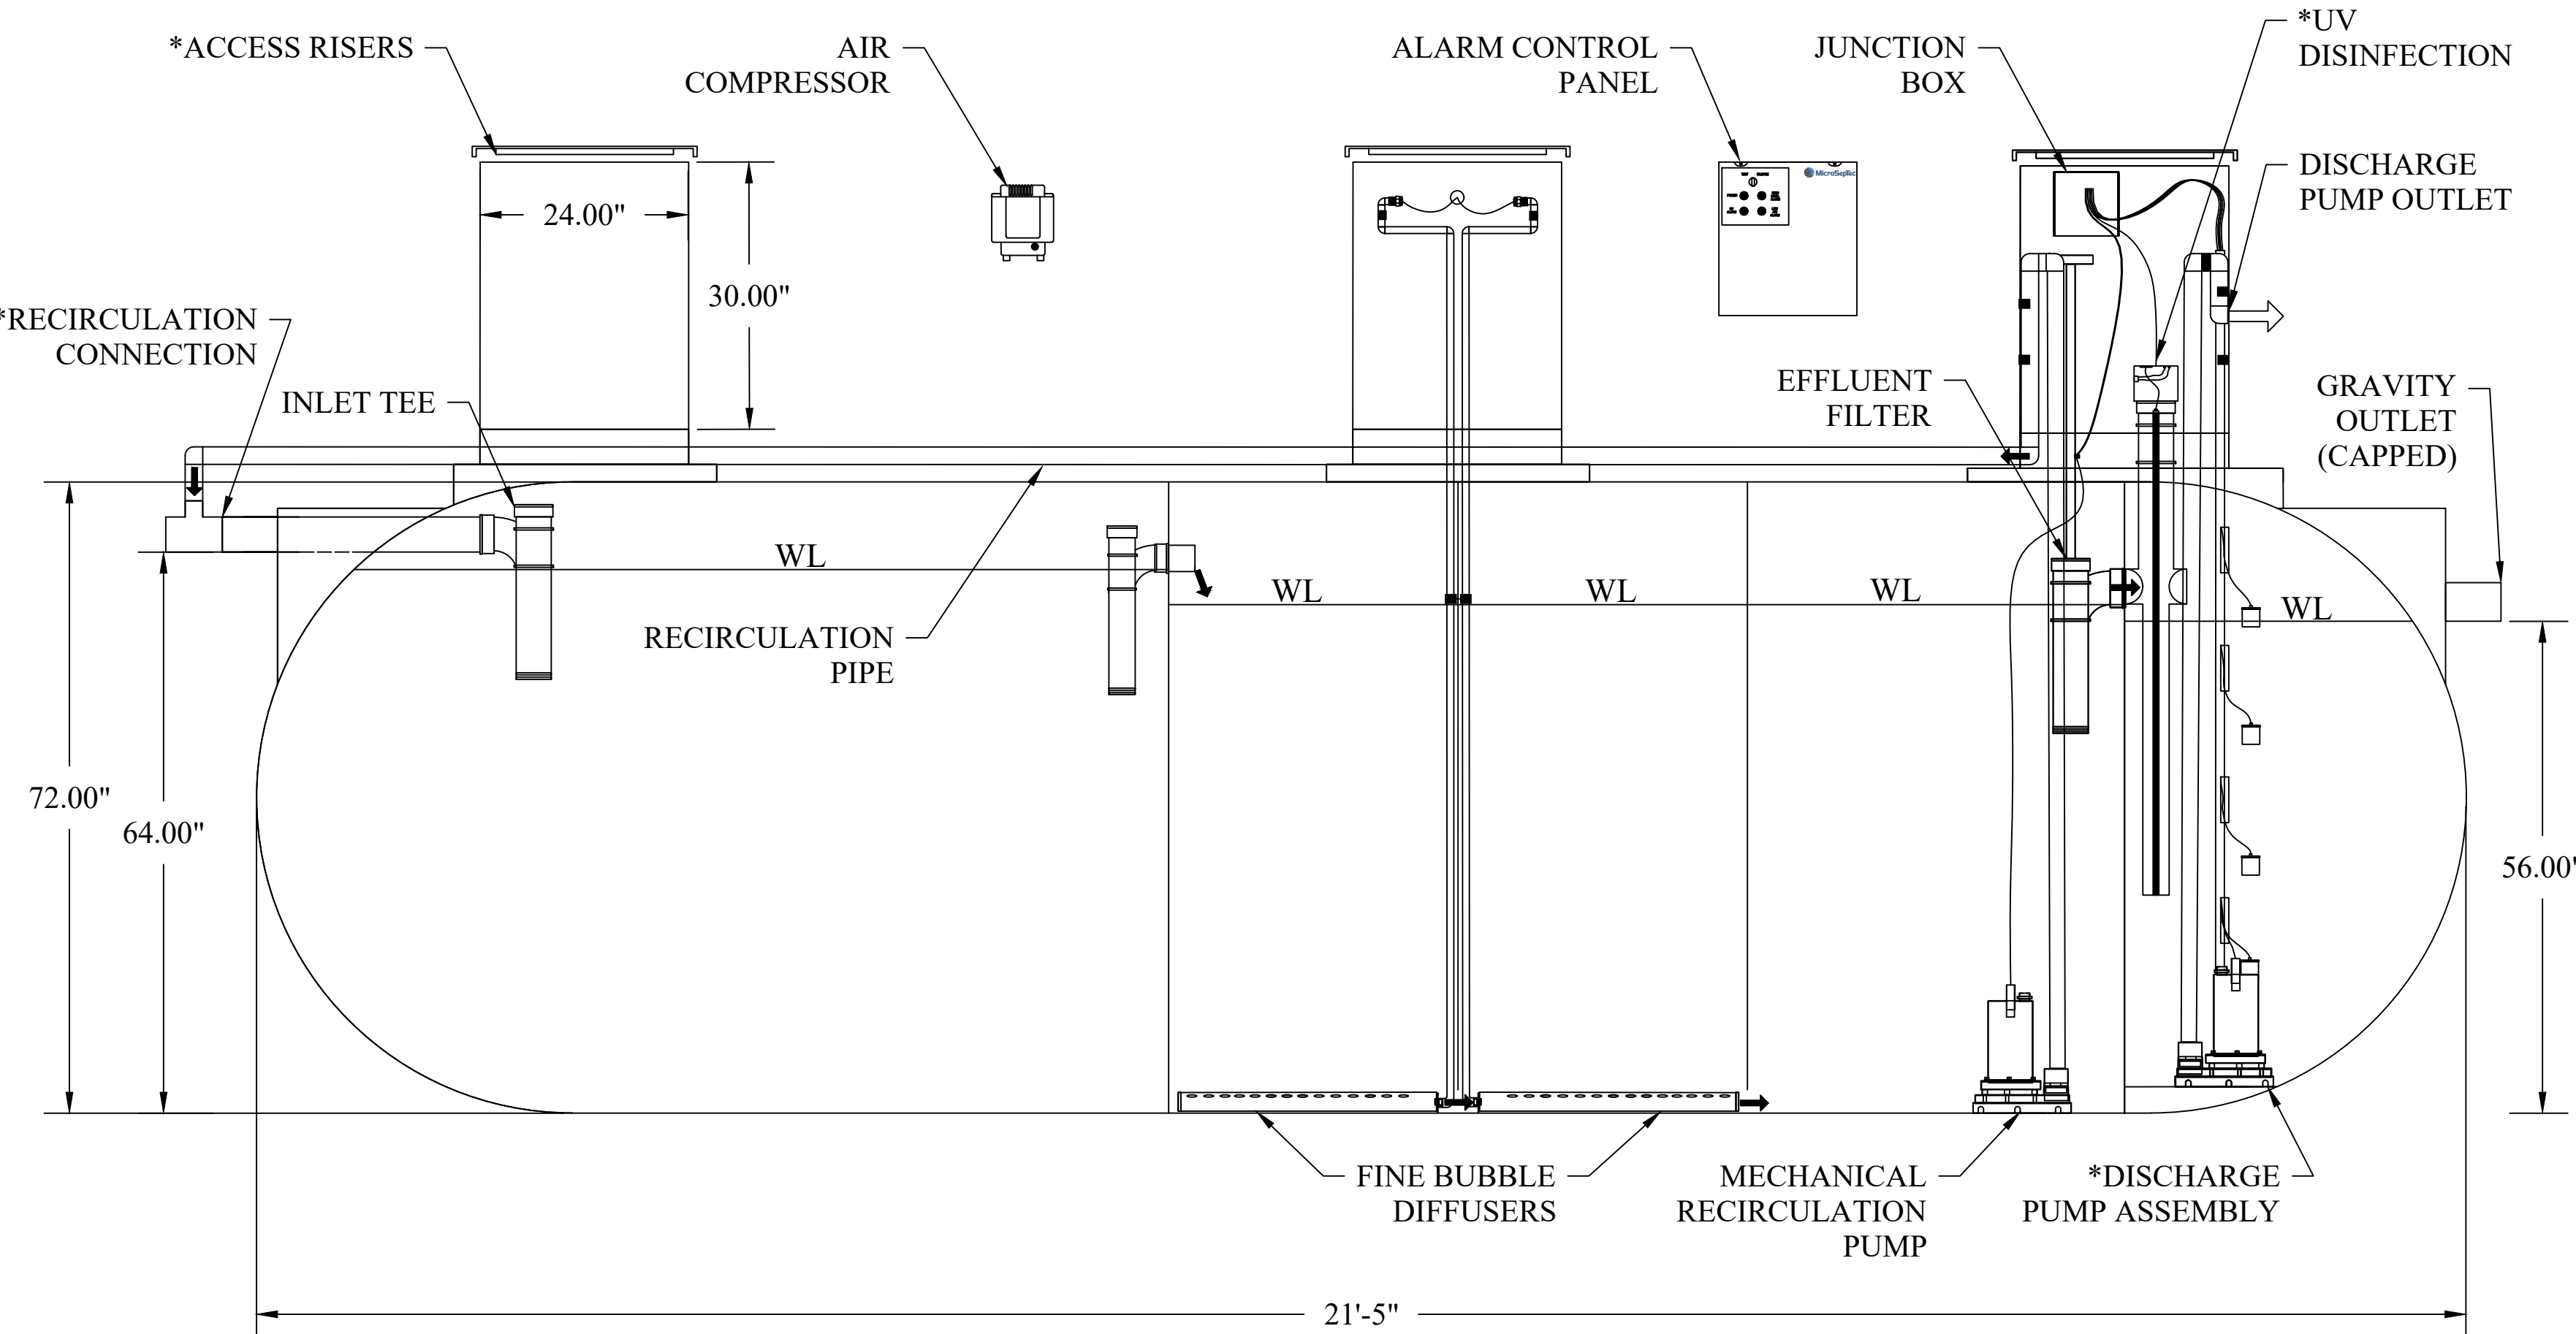 *ACCESS RISERS
AIR
COMPRESSOR
ALARM CONTROL
PANEL
JUNCTION
BOX
*UV
DISINFECTION
MicroSepTec
DISCHARGE
PUMP OUTLET
24.00"
30.00"
*RECIRCULATION
CONNECTION
INLET TEE
EFFLUENT
FILTER
GRAVITY
OUTLET
(CAPPED)
WL
WL
WL
WL
WL
RECIRCULATION
PIPE
72.00"
64.00"
56.00"
FINE BUBBLE
DIFFUSERS
MECHANICAL
RECIRCULATION
PUMP
*DISCHARGE
PUMP ASSEMBLY
21'-5"